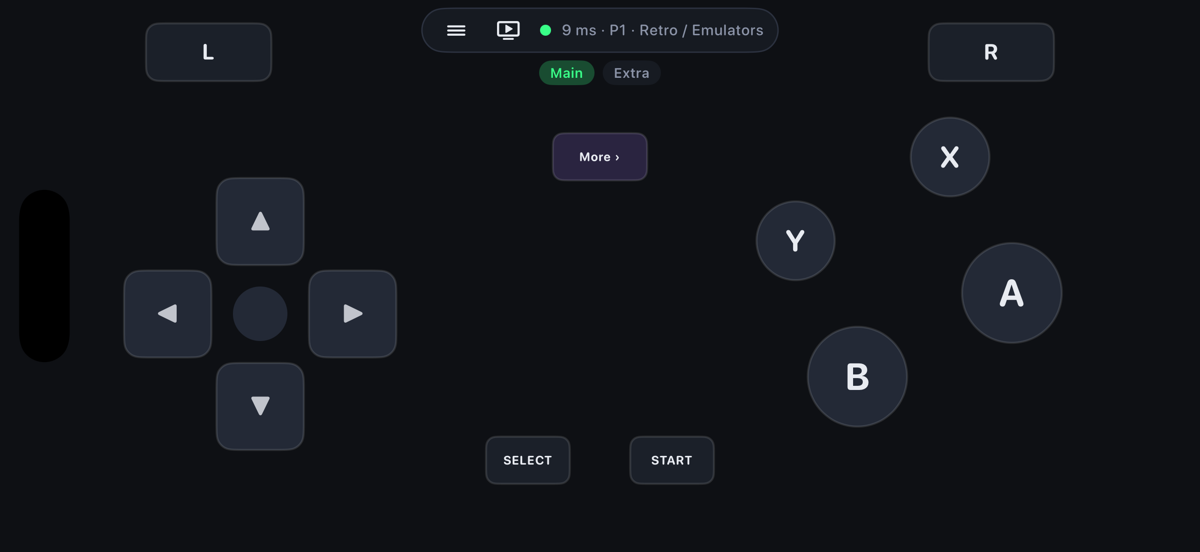 L
9 ms · P1 · Retro / Emulators
R
Main
Extra
More ›
X
Y
A
B
SELECT
START